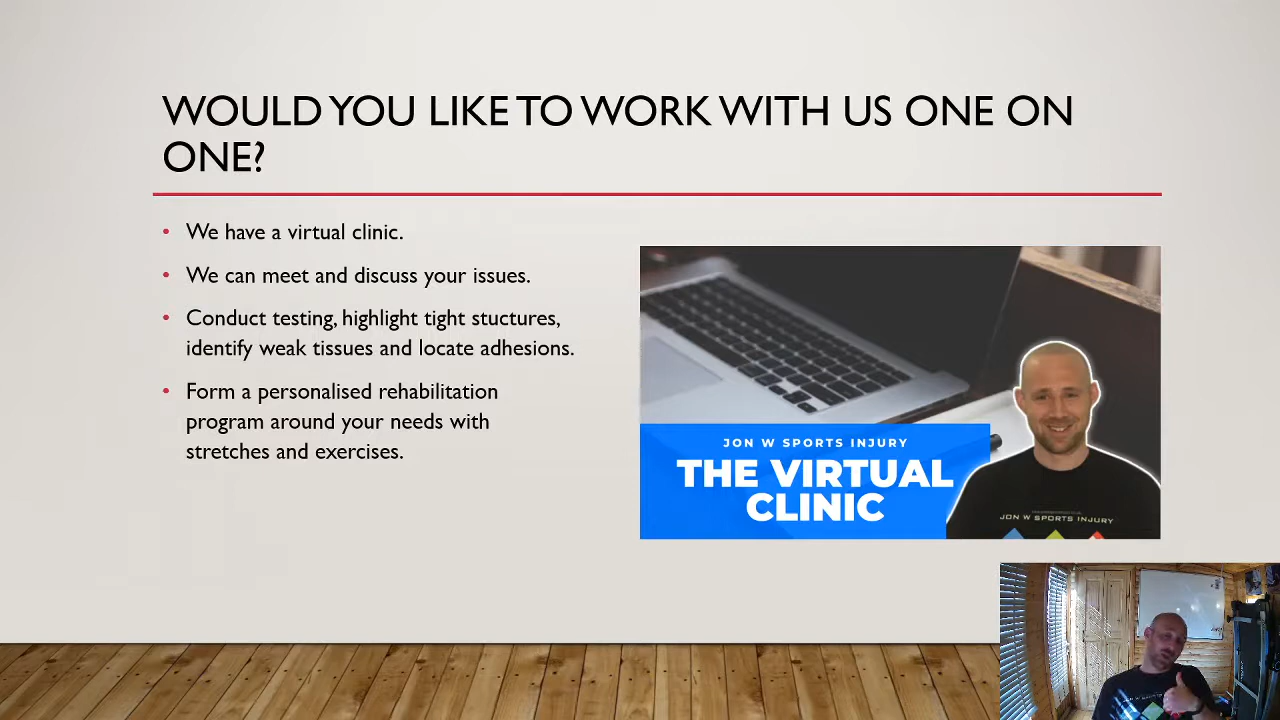 WOULD YOU LIKE TO WORK WITH US ONE ON
ONE?
• We have a virtual clinic.
• We can meet and discuss your issues.
• Conduct testing, highlight tight stuctures,
identify weak tissues and locate adhesions.
• Form a personalised rehabilitation
program around your needs with
stretches and exercises.
JON W SPORTS INJURY
THE VIRTUAL
CLINIC
JON W SPORTS INJURY